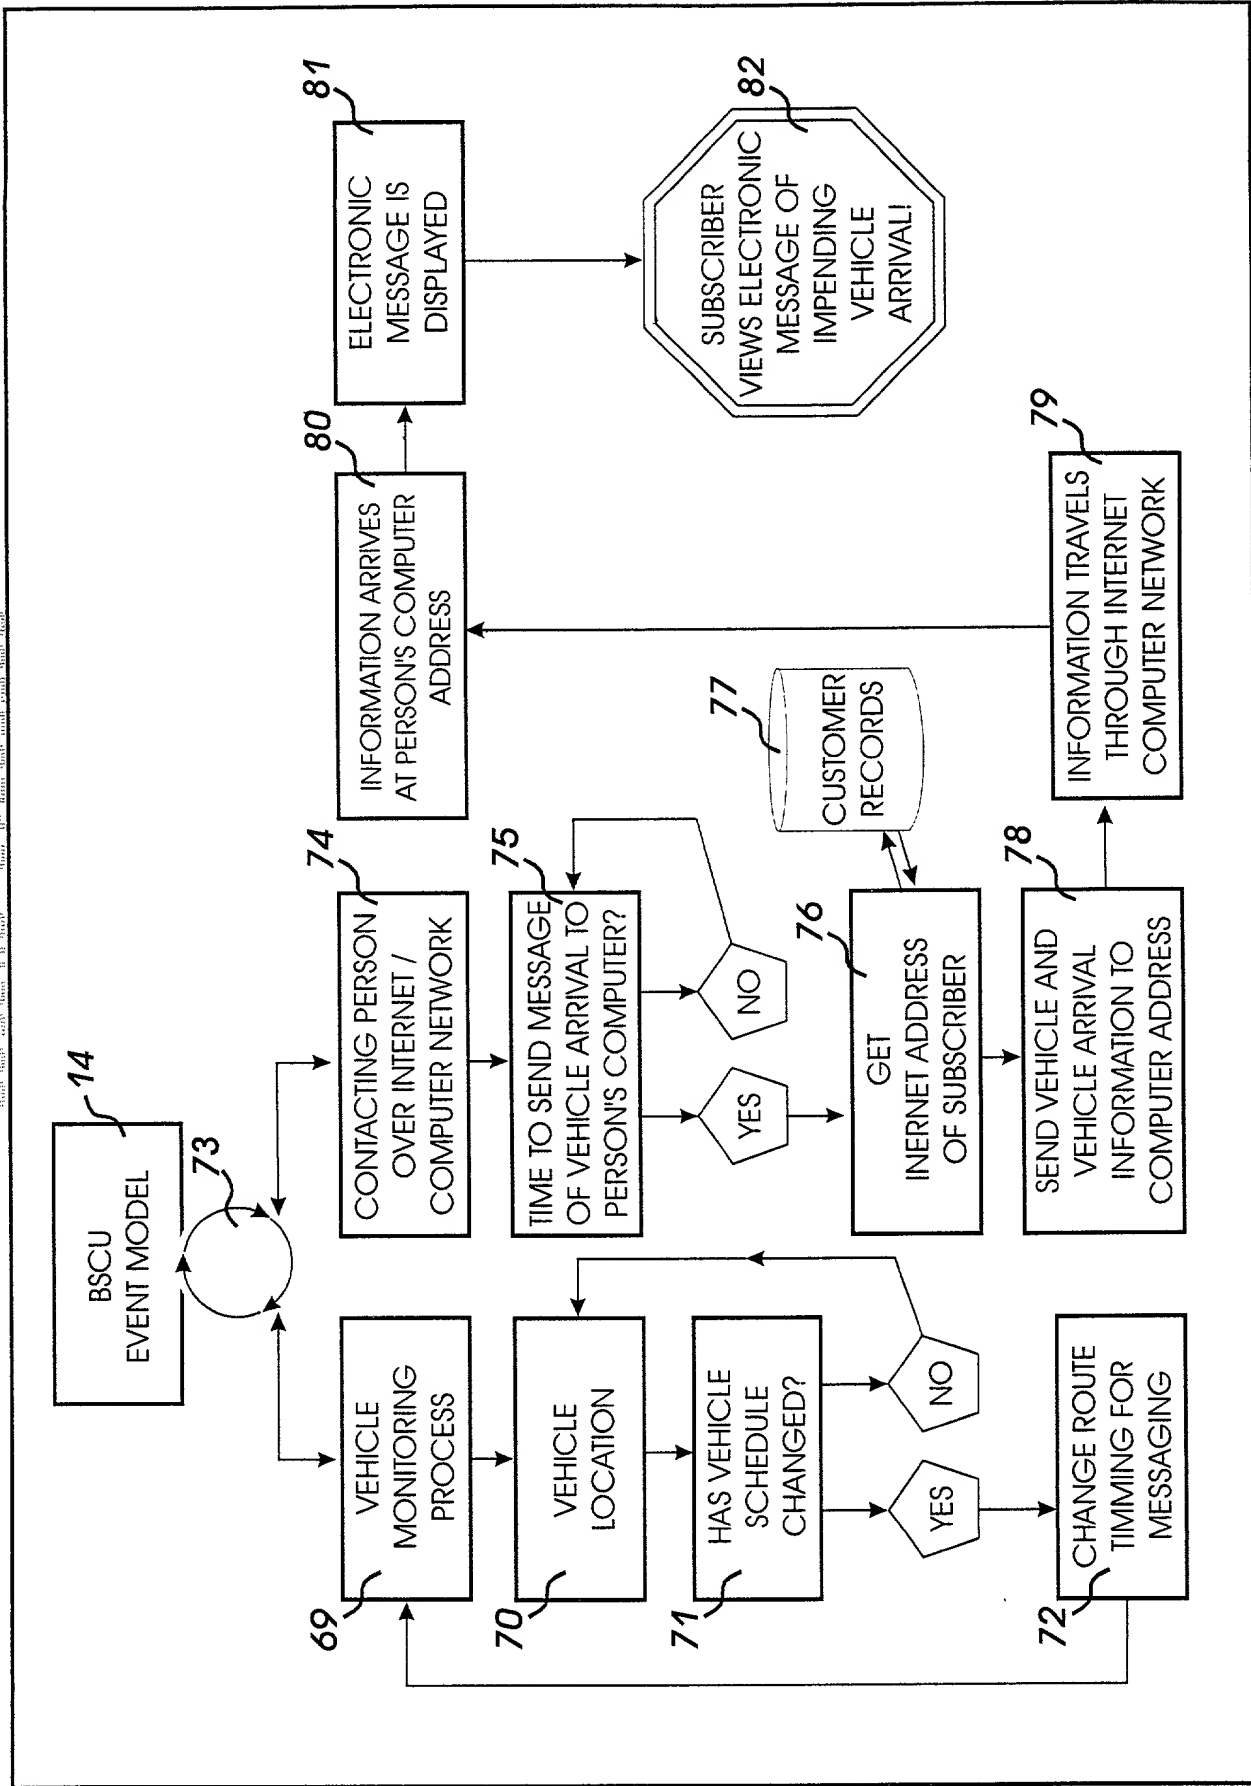 BSCU
EVENT MODEL
14
73
VEHICLE
MONITORING
PROCESS
69
VEHICLE
LOCATION
70
HAS VEHICLE
SCHEDULE
CHANGED?
71
YES
NO
CHANGE ROUTE
TIMMING FOR
MESSAGING
72
CONTACTING PERSON
OVER INTERNET /
COMPUTER NETWORK
74
TIME TO SEND MESSAGE
OF VEHICLE ARRIVAL TO
PERSON'S COMPUTER?
75
YES
NO
GET
INERNET ADDRESS
OF SUBSCRIBER
76
CUSTOMER
RECORDS
77
SEND VEHICLE AND
VEHICLE ARRIVAL
INFORMATION TO
COMPUTER ADDRESS
78
INFORMATION TRAVELS
THROUGH INTERNET
COMPUTER NETWORK
79
INFORMATION ARRIVES
AT PERSON'S COMPUTER
ADDRESS
80
ELECTRONIC
MESSAGE IS
DISPLAYED
81
SUBSCRIBER
VIEWS ELECTRONIC
MESSAGE OF
IMPENDING
VEHICLE
ARRIVAL!
82